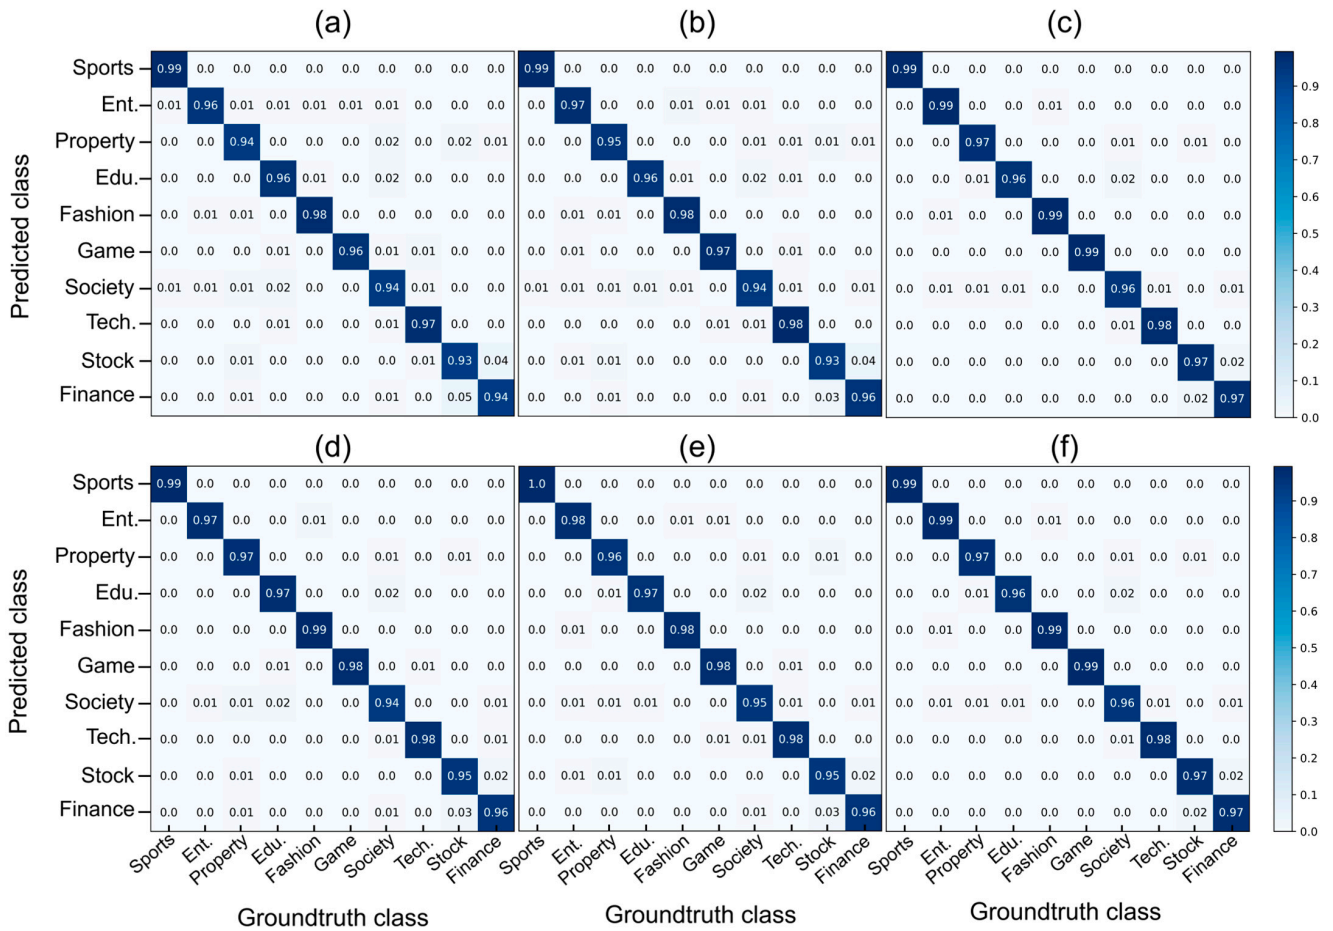 (a) (b) (c)
Predicted class
Sports 0.99 0.0 0.0 0.0 0.0 0.0 0.0 0.0 0.0 0.0 0.99 0.0 0.0 0.0 0.0 0.0 0.0 0.0 0.0 0.0 0.99 0.0 0.0 0.0 0.0 0.0 0.0 0.0 0.0 0.0
Ent. 0.01 0.96 0.01 0.01 0.01 0.01 0.01 0.0 0.0 0.0 0.0 0.97 0.0 0.0 0.01 0.01 0.01 0.0 0.0 0.0 0.0 0.99 0.0 0.0 0.01 0.0 0.0 0.0 0.0 0.0
Property 0.0 0.0 0.94 0.0 0.0 0.0 0.02 0.0 0.02 0.01 0.0 0.0 0.95 0.0 0.0 0.0 0.01 0.01 0.01 0.01 0.0 0.0 0.97 0.0 0.0 0.0 0.01 0.0 0.01 0.0
Edu. 0.0 0.0 0.0 0.96 0.01 0.0 0.02 0.0 0.0 0.0 0.0 0.0 0.0 0.96 0.01 0.0 0.02 0.01 0.0 0.0 0.0 0.0 0.01 0.96 0.0 0.0 0.02 0.0 0.0 0.0
Fashion 0.0 0.01 0.01 0.0 0.98 0.0 0.0 0.0 0.0 0.0 0.0 0.01 0.01 0.0 0.98 0.0 0.0 0.0 0.0 0.0 0.0 0.01 0.0 0.0 0.99 0.0 0.0 0.0 0.0 0.0
Game 0.0 0.0 0.0 0.01 0.0 0.96 0.01 0.01 0.0 0.0 0.0 0.01 0.0 0.0 0.0 0.97 0.0 0.01 0.0 0.0 0.0 0.0 0.0 0.0 0.0 0.99 0.0 0.0 0.0 0.0
Society 0.01 0.01 0.01 0.02 0.0 0.0 0.94 0.01 0.0 0.0 0.01 0.01 0.01 0.01 0.01 0.0 0.94 0.01 0.0 0.01 0.0 0.01 0.01 0.01 0.0 0.0 0.96 0.01 0.0 0.01
Tech. 0.0 0.0 0.0 0.01 0.0 0.0 0.01 0.97 0.0 0.0 0.0 0.0 0.0 0.0 0.0 0.01 0.01 0.98 0.0 0.0 0.0 0.0 0.0 0.0 0.0 0.0 0.01 0.98 0.0 0.0
Stock 0.0 0.0 0.01 0.0 0.0 0.0 0.0 0.01 0.93 0.04 0.0 0.01 0.01 0.0 0.0 0.0 0.0 0.0 0.93 0.04 0.0 0.0 0.0 0.0 0.0 0.0 0.0 0.0 0.97 0.02
Finance 0.0 0.0 0.01 0.0 0.0 0.0 0.01 0.0 0.05 0.94 0.0 0.0 0.01 0.0 0.0 0.0 0.01 0.0 0.03 0.96 0.0 0.0 0.0 0.0 0.0 0.0 0.0 0.0 0.02 0.97
0.9
0.8
0.7
0.6
0.5
0.4
0.3
0.2
0.1
0.0
(d) (e) (f)
Predicted class
Sports 0.99 0.0 0.0 0.0 0.0 0.0 0.0 0.0 0.0 0.0 1.0 0.0 0.0 0.0 0.0 0.0 0.0 0.0 0.0 0.0 0.99 0.0 0.0 0.0 0.0 0.0 0.0 0.0 0.0 0.0
Ent. 0.0 0.97 0.0 0.0 0.01 0.0 0.0 0.0 0.0 0.0 0.0 0.98 0.0 0.0 0.01 0.01 0.0 0.0 0.0 0.0 0.0 0.99 0.0 0.0 0.01 0.0 0.0 0.0 0.0 0.0
Property 0.0 0.0 0.97 0.0 0.0 0.0 0.01 0.0 0.01 0.0 0.0 0.0 0.96 0.0 0.0 0.0 0.01 0.0 0.01 0.0 0.0 0.0 0.97 0.0 0.0 0.0 0.01 0.0 0.01 0.0
Edu. 0.0 0.0 0.0 0.97 0.0 0.0 0.02 0.0 0.0 0.0 0.0 0.0 0.01 0.97 0.0 0.0 0.02 0.0 0.0 0.0 0.0 0.0 0.01 0.96 0.0 0.0 0.02 0.0 0.0 0.0
Fashion 0.0 0.0 0.0 0.0 0.99 0.0 0.0 0.0 0.0 0.0 0.0 0.01 0.0 0.0 0.98 0.0 0.0 0.0 0.0 0.0 0.0 0.01 0.0 0.0 0.99 0.0 0.0 0.0 0.0 0.0
Game 0.0 0.0 0.0 0.01 0.0 0.98 0.0 0.01 0.0 0.0 0.0 0.0 0.0 0.0 0.0 0.98 0.0 0.01 0.0 0.0 0.0 0.0 0.0 0.0 0.0 0.99 0.0 0.0 0.0 0.0
Society 0.0 0.01 0.01 0.02 0.0 0.0 0.94 0.0 0.0 0.01 0.0 0.01 0.01 0.01 0.0 0.0 0.95 0.01 0.0 0.01 0.0 0.01 0.01 0.01 0.0 0.0 0.96 0.01 0.0 0.01
Tech. 0.0 0.0 0.0 0.0 0.0 0.0 0.01 0.98 0.0 0.01 0.0 0.0 0.0 0.0 0.0 0.01 0.01 0.98 0.0 0.0 0.0 0.0 0.0 0.0 0.0 0.0 0.01 0.98 0.0 0.0
Stock 0.0 0.0 0.01 0.0 0.0 0.0 0.0 0.0 0.95 0.02 0.0 0.01 0.01 0.0 0.0 0.0 0.0 0.0 0.95 0.02 0.0 0.0 0.0 0.0 0.0 0.0 0.0 0.0 0.97 0.02
Finance 0.0 0.0 0.01 0.0 0.0 0.0 0.01 0.0 0.03 0.96 0.0 0.0 0.0 0.0 0.0 0.0 0.01 0.0 0.03 0.96 0.0 0.0 0.0 0.0 0.0 0.0 0.0 0.0 0.02 0.97
0.9
0.8
0.7
0.6
0.5
0.4
0.3
0.2
0.1
0.0
Sports Ent. Property Edu. Fashion Game Society Tech. Stock Finance Sports Ent. Property Edu. Fashion Game Society Tech. Stock Finance Sports Ent. Property Edu. Fashion Game Society Tech. Stock Finance
Groundtruth class Groundtruth class Groundtruth class